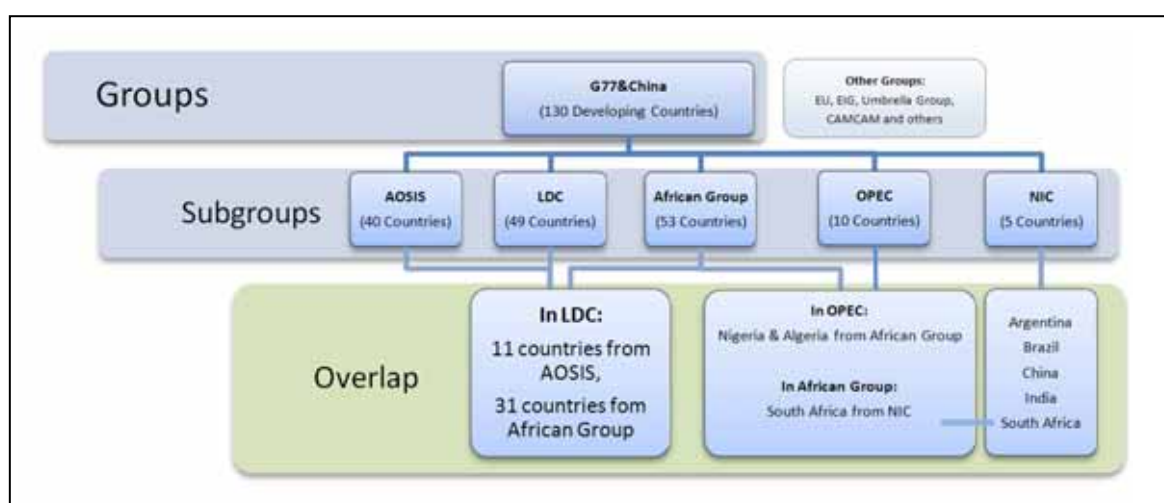 Groups
G77&China
(130 Developing Countries)
Other Groups:
EU, EIG, Umbrella Group,
CAMCAM and others
Subgroups
AOSIS
(40 Countries)
LDC
(49 Countries)
African Group
(53 Countries)
OPEC
(10 Countries)
NIC
(5 Countries)
Overlap
In LDC:
11 countries from
AOSIS,
31 countries fom
African Group
In OPEC:
Nigeria & Algeria from African Group
In African Group:
South Africa from NIC
Argentina
Brazil
China
India
South Africa